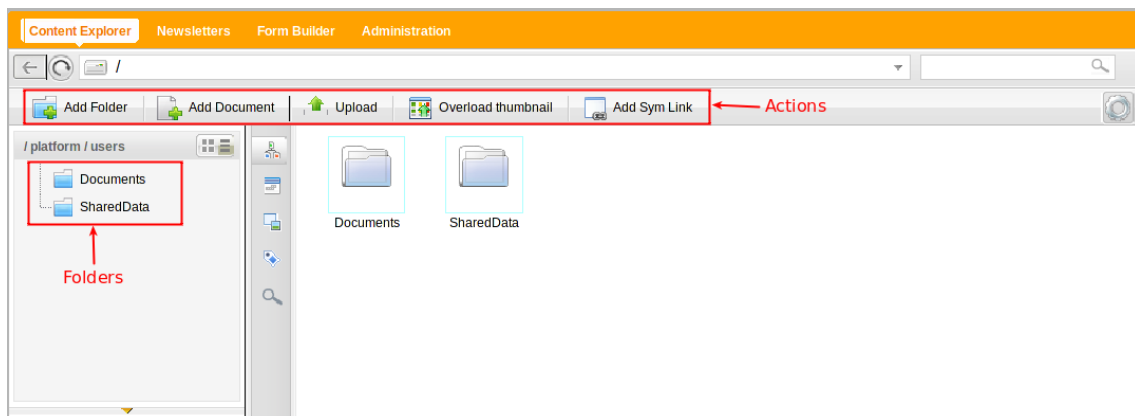 Content Explorer Newsletters Form Builder Administration
/
Add Folder Add Document Upload Overload thumbnail Add Sym Link Actions
/ platform / users
Documents
SharedData
Documents SharedData
Folders